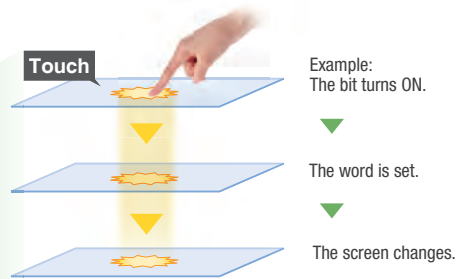 Touch
Example:
The bit turns ON.
The word is set.
The screen changes.